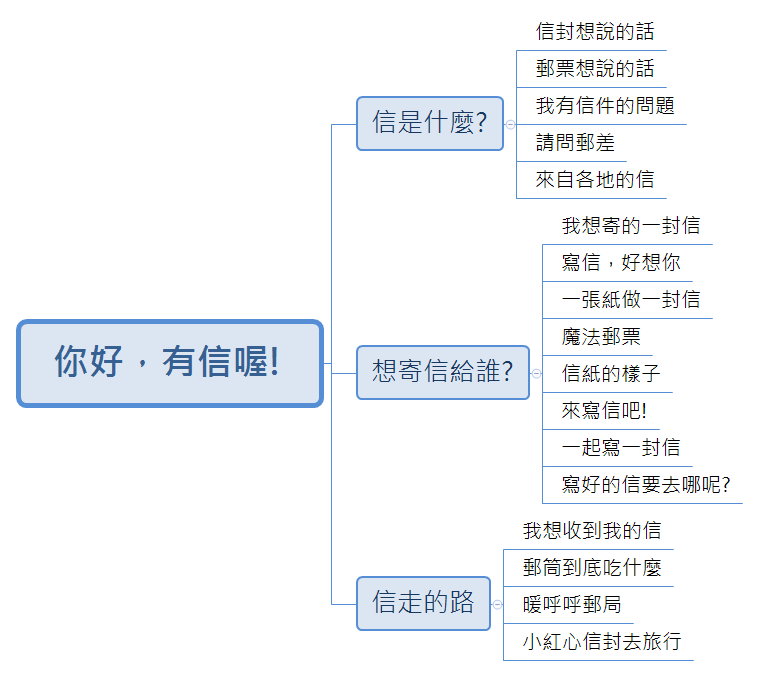 你好，有信喔!
信是什麼?
信封想說的話
郵票想說的話
我有信件的問題
請問郵差
來自各地的信
想寄信給誰?
我想寄的一封信
寫信，好想你
一張紙做一封信
魔法郵票
信紙的樣子
來寫信吧!
一起寫一封信
寫好的信要去哪呢?
信走的路
我想收到我的信
郵筒到底吃什麼
暖呼呼郵局
小紅心信封去旅行